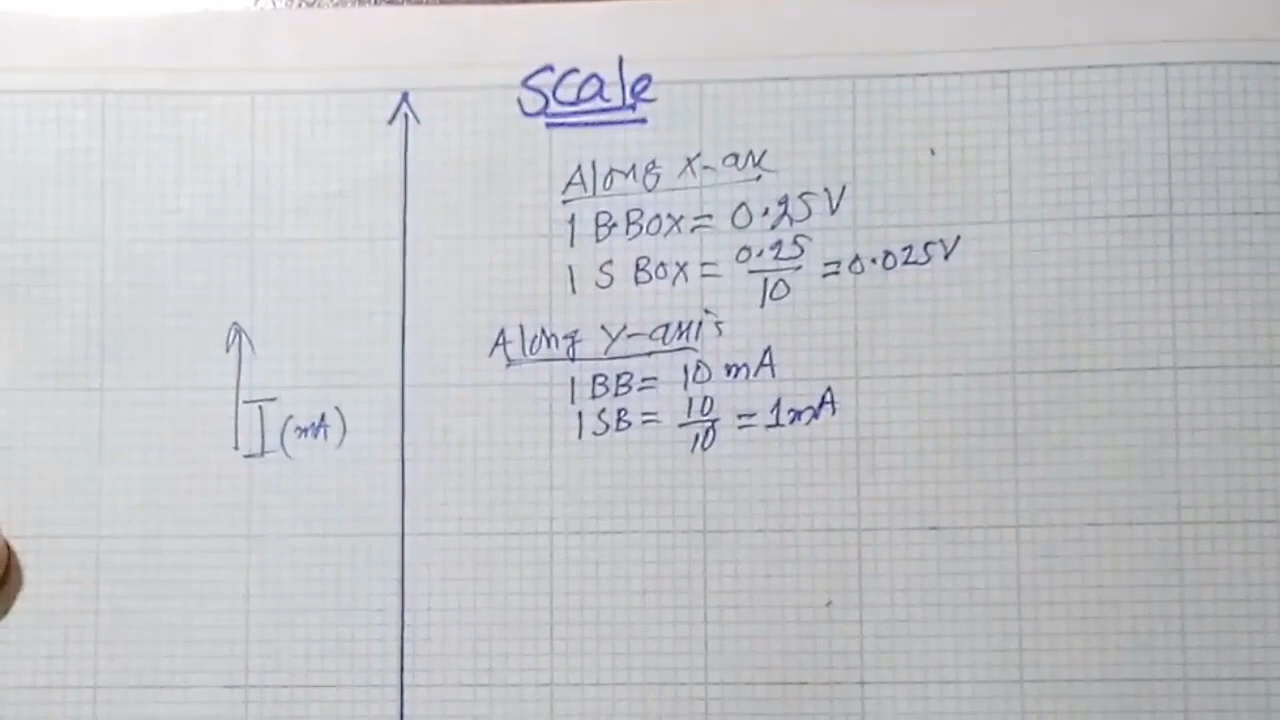 Scale
Along X-ax
1 B.Box = 0.25V
1 S Box = 0.25/10 = 0.025V
Along Y-axis
1 BB = 10 mA
1 SB = 10/10 = 1mA
I (mA)